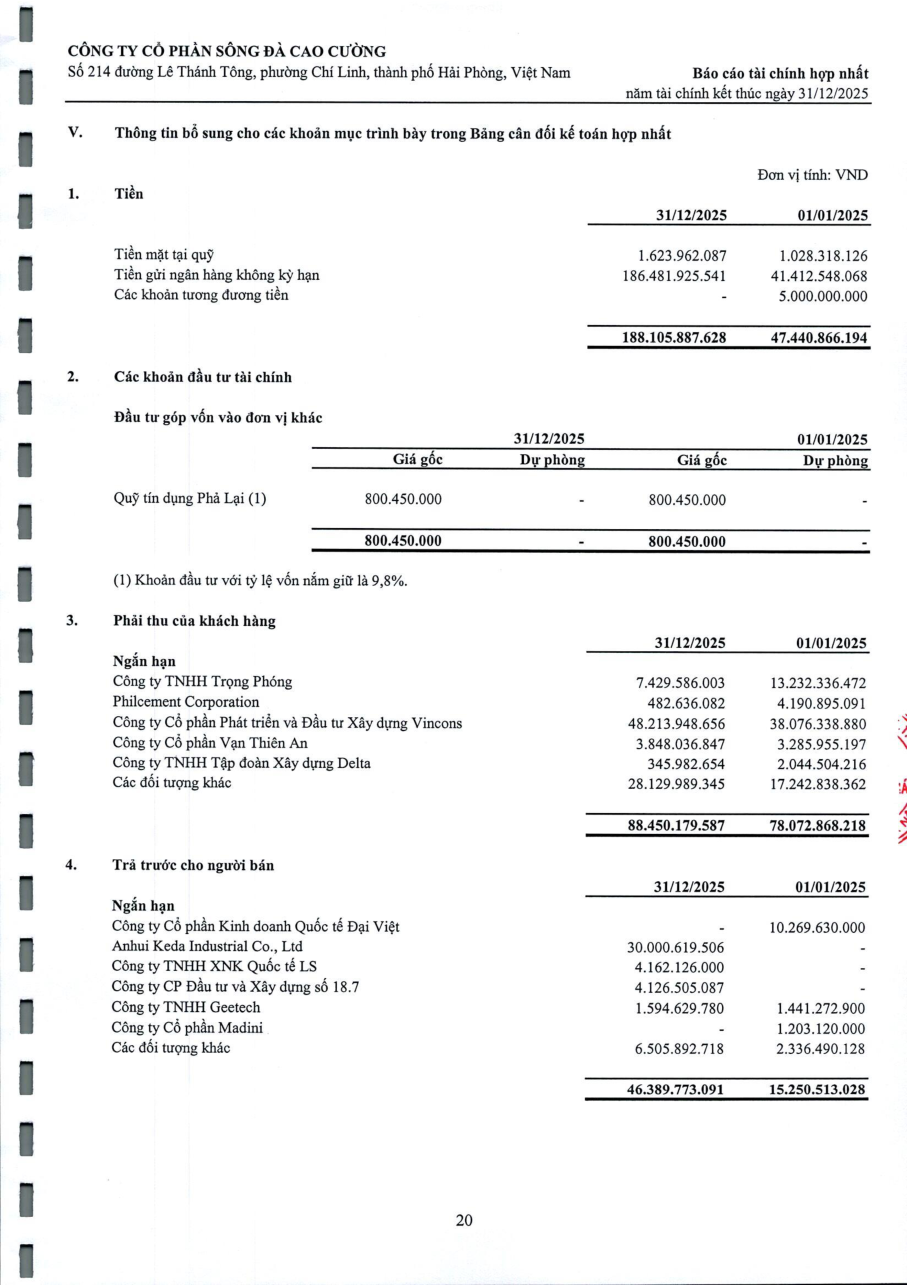 CÔNG TY CỔ PHẦN SÔNG ĐÀ CAO CƯỜNG
Số 214 đường Lê Thánh Tông, phường Chí Linh, thành phố Hải Phòng, Việt Nam
Báo cáo tài chính hợp nhất
năm tài chính kết thúc ngày 31/12/2025
V. Thông tin bổ sung cho các khoản mục trình bày trong Bảng cân đối kế toán hợp nhất
Đơn vị tính: VND
1. Tiền
31/12/2025 01/01/2025
Tiền mặt tại quỹ 1.623.962.087 1.028.318.126
Tiền gửi ngân hàng không kỳ hạn 186.481.925.541 41.412.548.068
Các khoản tương đương tiền - 5.000.000.000
188.105.887.628 47.440.866.194
2. Các khoản đầu tư tài chính
Đầu tư góp vốn vào đơn vị khác
31/12/2025 01/01/2025
Giá gốc Dự phòng Giá gốc Dự phòng
Quỹ tín dụng Phả Lại (1) 800.450.000 - 800.450.000 -
800.450.000 - 800.450.000 -
(1) Khoản đầu tư với tỷ lệ vốn nắm giữ là 9,8%.
3. Phải thu của khách hàng
31/12/2025 01/01/2025
Ngắn hạn
Công ty TNHH Trọng Phóng 7.429.586.003 13.232.336.472
Philcement Corporation 482.636.082 4.190.895.091
Công ty Cổ phần Phát triển và Đầu tư Xây dựng Vincons 48.213.948.656 38.076.338.880
Công ty Cổ phần Vạn Thiên An 3.848.036.847 3.285.955.197
Công ty TNHH Tập đoàn Xây dựng Delta 345.982.654 2.044.504.216
Các đối tượng khác 28.129.989.345 17.242.838.362
88.450.179.587 78.072.868.218
4. Trả trước cho người bán
31/12/2025 01/01/2025
Ngắn hạn
Công ty Cổ phần Kinh doanh Quốc tế Đại Việt - 10.269.630.000
Anhui Keda Industrial Co., Ltd 30.000.619.506 -
Công ty TNHH XNK Quốc tế LS 4.162.126.000 -
Công ty CP Đầu tư và Xây dựng số 18.7 4.126.505.087 -
Công ty TNHH Geetech 1.594.629.780 1.441.272.900
Công ty Cổ phần Madini - 1.203.120.000
Các đối tượng khác 6.505.892.718 2.336.490.128
46.389.773.091 15.250.513.028
20